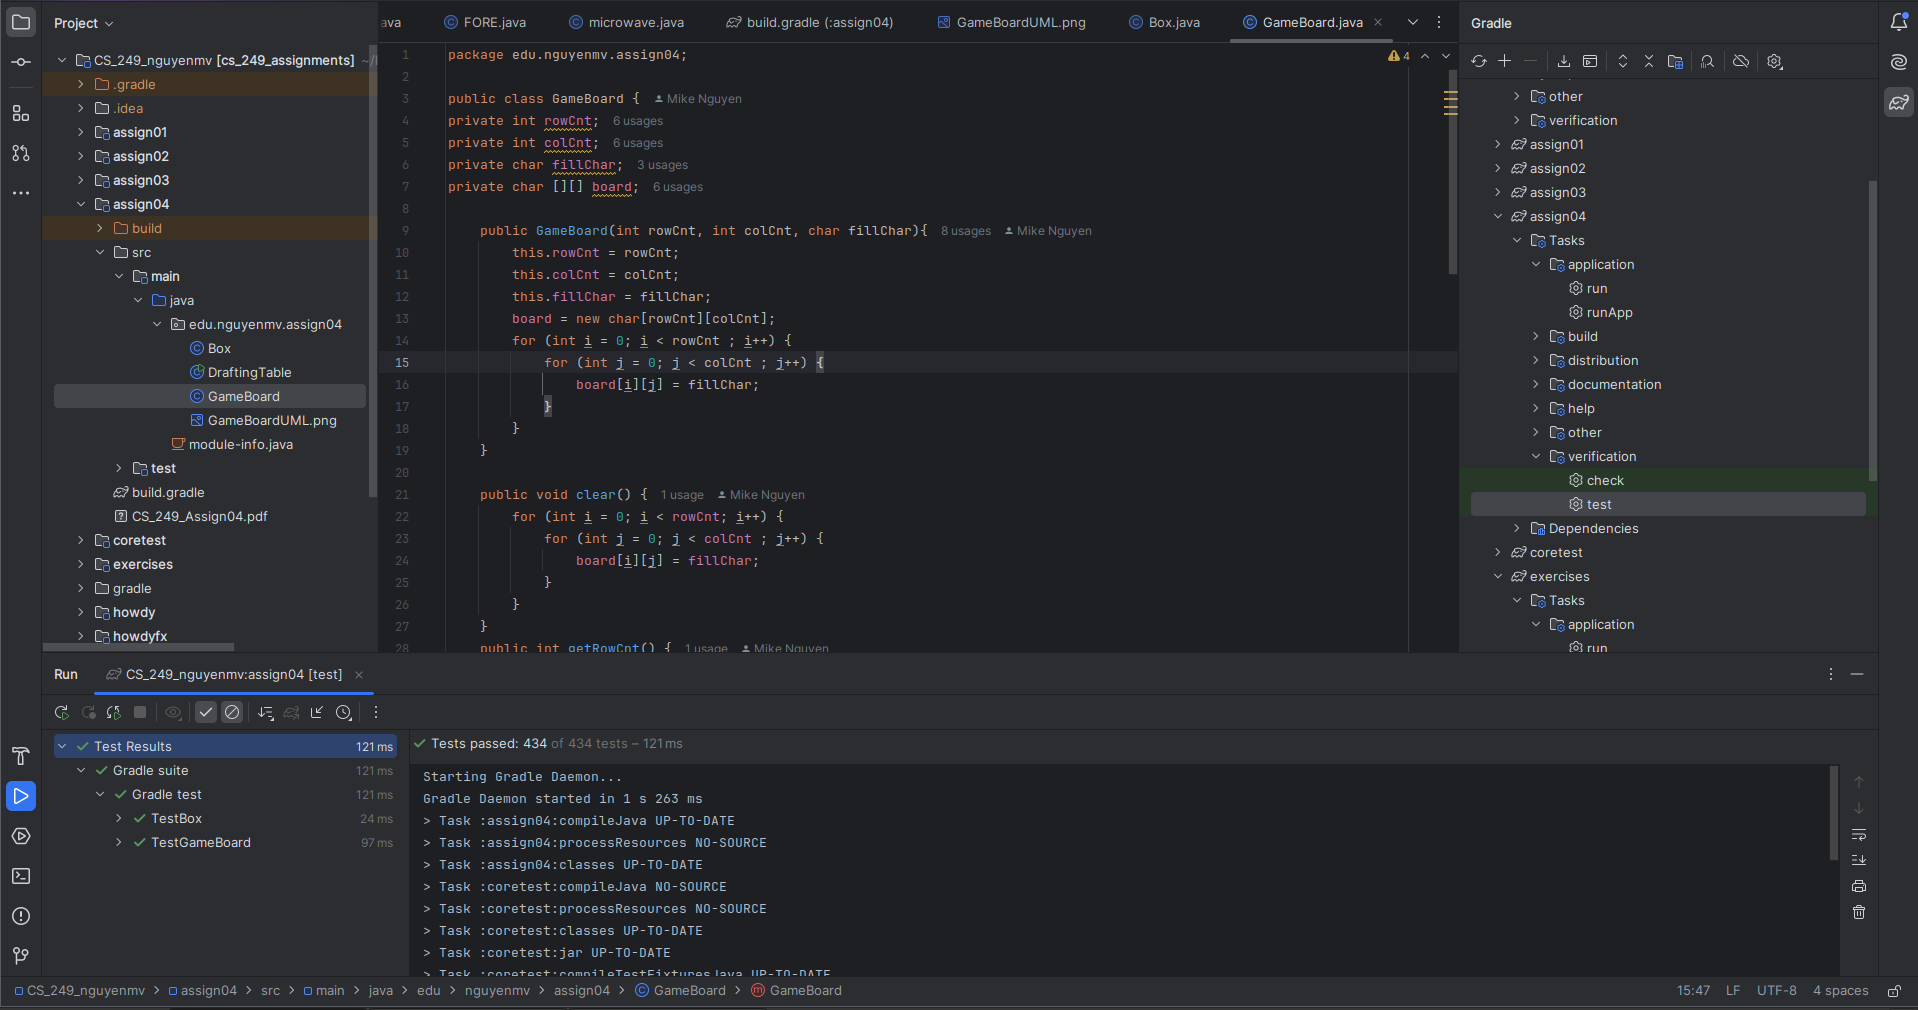 Project
ava
FORE.java
microwave.java
build.gradle (:assign04)
GameBoardUML.png
Box.java
GameBoard.java
Gradle
CS_249_nguyenmv [cs_249_assignments]
.gradle
.idea
assign01
assign02
assign03
assign04
build
src
main
java
edu.nguyenmv.assign04
Box
DraftingTable
GameBoard
GameBoardUML.png
module-info.java
test
build.gradle
CS_249_Assign04.pdf
coretest
exercises
gradle
howdy
howdyfx
4
1 package edu.nguyenmv.assign04;
2
3 public class GameBoard { Mike Nguyen
4 private int rowCnt; 6 usages
5 private int colCnt; 6 usages
6 private char fillChar; 3 usages
7 private char [][] board; 6 usages
8
9 public GameBoard(int rowCnt, int colCnt, char fillChar){ 8 usages Mike Nguyen
10 this.rowCnt = rowCnt;
11 this.colCnt = colCnt;
12 this.fillChar = fillChar;
13 board = new char[rowCnt][colCnt];
14 for (int i = 0; i < rowCnt ; i++) {
15 for (int j = 0; j < colCnt ; j++) {
16 board[i][j] = fillChar;
17 }
18 }
19 }
20
21 public void clear() { 1 usage Mike Nguyen
22 for (int i = 0; i < rowCnt; i++) {
23 for (int j = 0; j < colCnt ; j++) {
24 board[i][j] = fillChar;
25 }
26 }
27 }
28 public int getRowCnt() { 1 usage Mike Nguyen
other
verification
assign01
assign02
assign03
assign04
Tasks
application
run
runApp
build
distribution
documentation
help
other
verification
check
test
Dependencies
coretest
exercises
Tasks
application
run
Run
CS_249_nguyenmv:assign04 [test]
Test Results 121 ms
Gradle suite 121 ms
Gradle test 121 ms
TestBox 24 ms
TestGameBoard 97 ms
Tests passed: 434 of 434 tests – 121 ms
Starting Gradle Daemon...
Gradle Daemon started in 1 s 263 ms
> Task :assign04:compileJava UP-TO-DATE
> Task :assign04:processResources NO-SOURCE
> Task :assign04:classes UP-TO-DATE
> Task :coretest:compileJava NO-SOURCE
> Task :coretest:processResources NO-SOURCE
> Task :coretest:classes UP-TO-DATE
> Task :coretest:jar UP-TO-DATE
> Task :coretest:compileTestFixturesJava UP-TO-DATE
CS_249_nguyenmv > assign04 > src > main > java > edu > nguyenmv > assign04 > GameBoard > GameBoard
15:47 LF UTF-8 4 spaces